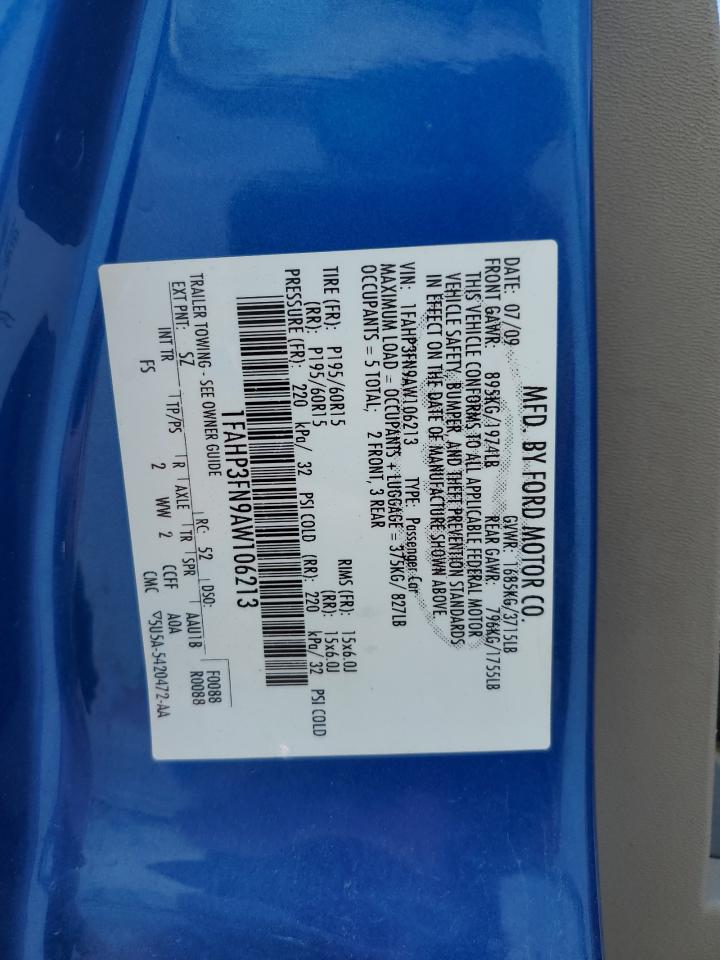 MFD. BY FORD MOTOR CO.
DATE: 07/09 GVWR: 1685KG/3715LB
FRONT GAWR: 895KG/1974LB REAR GAWR: 796KG/1755LB
THIS VEHICLE CONFORMS TO ALL APPLICABLE FEDERAL MOTOR
VEHICLE SAFETY, BUMPER, AND THEFT PREVENTION STANDARDS
IN EFFECT ON THE DATE OF MANUFACTURE SHOWN ABOVE.
VIN: 1FAHP3FN9AW106213 TYPE: Passenger Car
MAXIMUM LOAD = OCCUPANTS + LUGGAGE = 375KG/ 827LB
OCCUPANTS = 5 TOTAL; 2 FRONT, 3 REAR
TIRE (FR): P195/60R15 RIMS (FR): 15x6.0J
(RR): P195/60R15 (RR): 15x6.0J
PRESSURE (FR): 220 kPa/ 32 PSI COLD (RR): 220 kPa/ 32 PSI COLD
1FAHP3FN9AW106213
F0088
TRAILER TOWING - SEE OWNER GUIDE R0088
EXT PNT: SZ RC: 52 DSO: AAU1B
INT TR TP/PS R AXLE TR SPR A0A
FS 2 WW 2 CCFF CMC ▽5U5A-5420472-AA